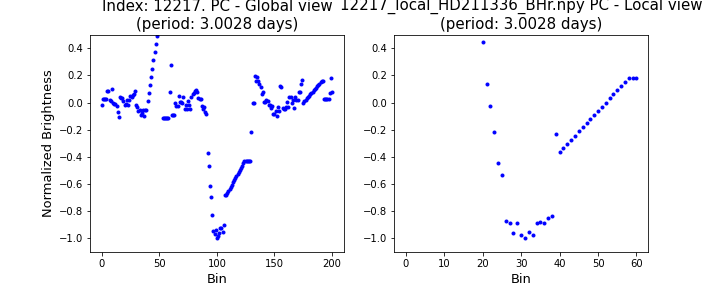 Index: 12217. PC - Global view
(period: 3.0028 days)
12217_local_HD211336_BHr.npy PC - Local view
(period: 3.0028 days)
Normalized Brightness
0.4
0.2
0.0
−0.2
−0.4
−0.6
−0.8
−1.0
0 50 100 150 200
Bin
0.4
0.2
0.0
−0.2
−0.4
−0.6
−0.8
−1.0
0 10 20 30 40 50 60
Bin